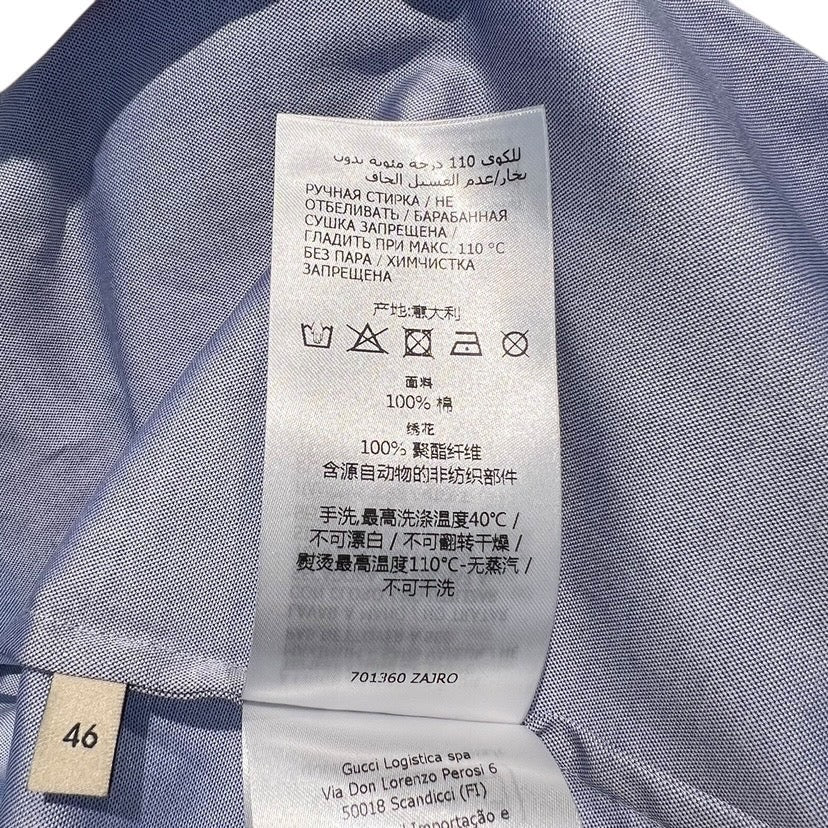 للكوي 110 درجة مئوية بدون
بخار/عدم الغسيل الجاف
РУЧНАЯ СТИРКА / НЕ
ОТБЕЛИВАТЬ / БАРАБАННАЯ
СУШКА ЗАПРЕЩЕНА /
ГЛАДИТЬ ПРИ МАКС. 110 °C
БЕЗ ПАРА / ХИМЧИСТКА
ЗАПРЕЩЕНА
产地:意大利
面料
100% 棉
绣花
100% 聚酯纤维
含源自动物的非纺织部件
手洗,最高洗涤温度40°C /
不可漂白 / 不可翻转干燥 /
熨烫最高温度110°C-无蒸汽 /
不可干洗
701360 ZAJRO
46
Gucci Logistica spa
Via Don Lorenzo Perosi 6
50018 Scandicci (FI)
Importação e